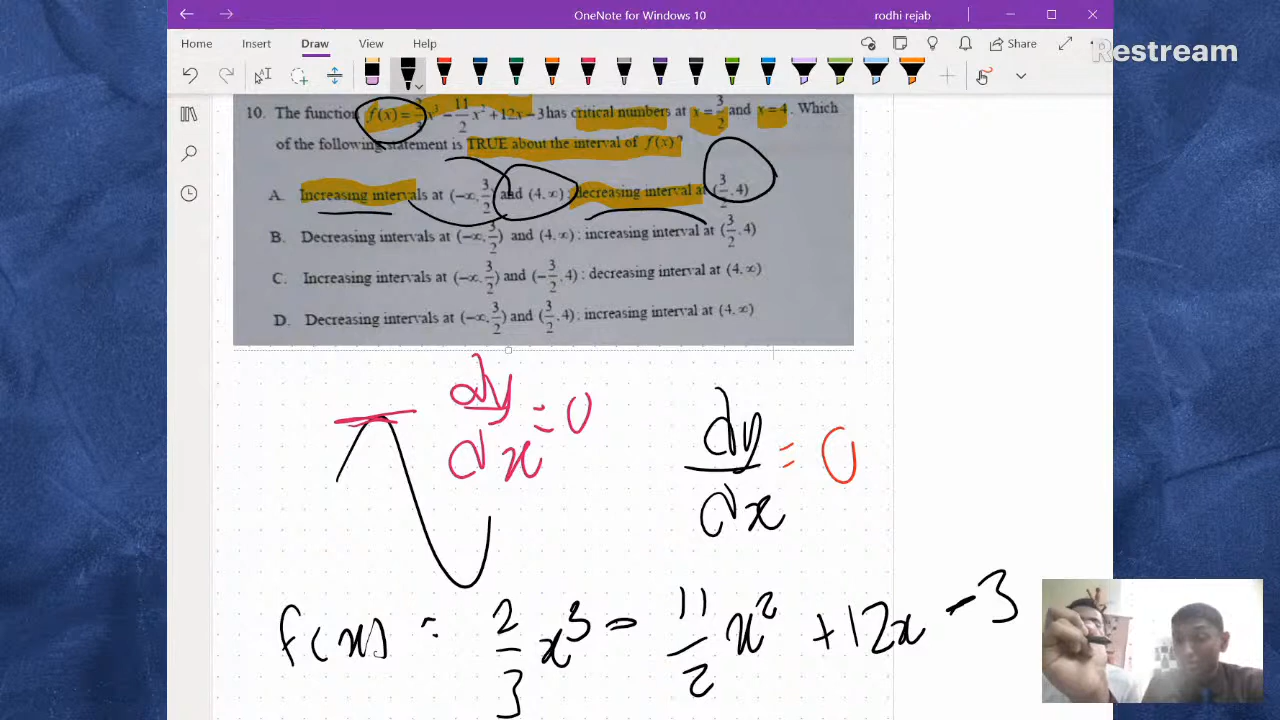 OneNote for Windows 10
rodhi rejab
Restream
Home Insert Draw View Help
Share
10. The function f(x) = 2/3 x³ − 11/2 x² + 12x − 3 has critical numbers at x = 3/2 and x = 4. Which
of the following statement is TRUE about the interval of f(x)?
A. Increasing intervals at (−∞, 3/2) and (4, ∞) ; decreasing interval at (3/2, 4)
B. Decreasing intervals at (−∞, 3/2) and (4, ∞) ; increasing interval at (3/2, 4)
C. Increasing intervals at (−∞, 3/2) and (−3/2, 4) ; decreasing interval at (4, ∞)
D. Decreasing intervals at (−∞, 3/2) and (3/2, 4) ; increasing interval at (4, ∞)
dy/dx = 0
dy/dx = 0
f(x) = 2/3 x³ − 11/2 x² + 12x − 3